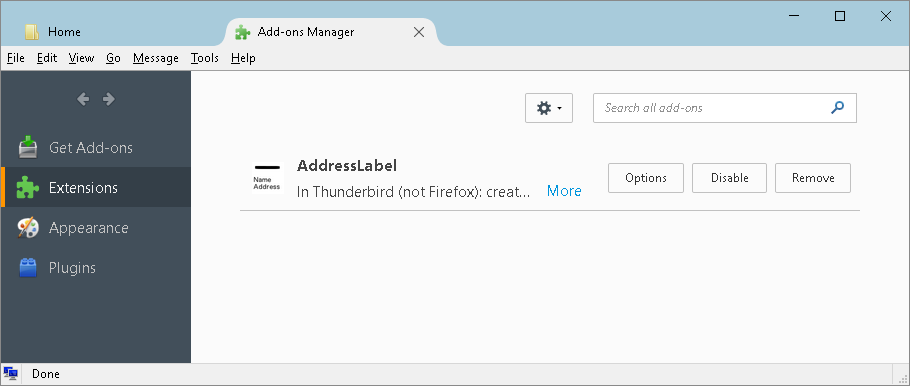 Home
Add-ons Manager
File Edit View Go Message Tools Help
Search all add-ons
Get Add-ons
Extensions
Appearance
Plugins
Name
Address
AddressLabel
In Thunderbird (not Firefox): creat... More
Options Disable Remove
Done